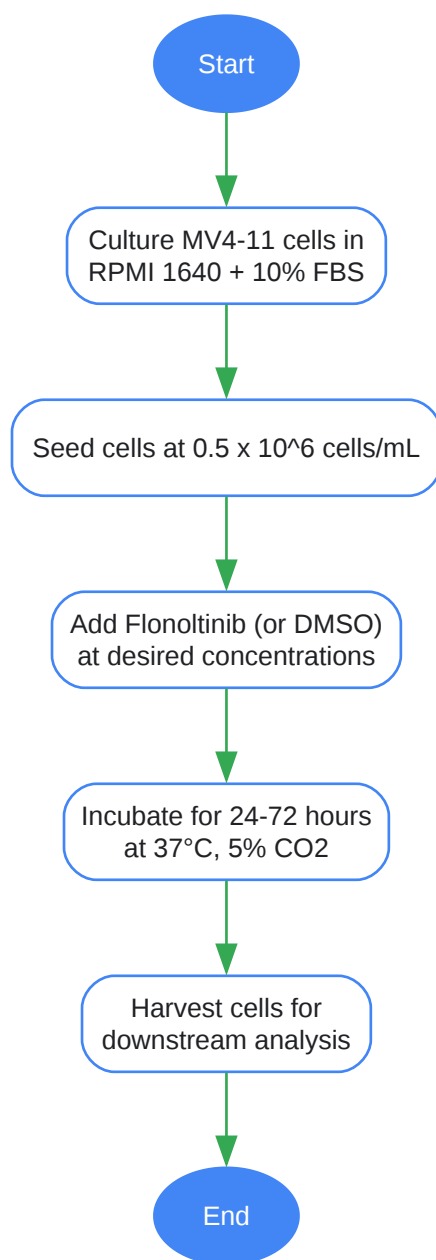 Start
Culture MV4-11 cells in
RPMI 1640 + 10% FBS
Seed cells at 0.5 x 10^6 cells/mL
Add Flonoltinib (or DMSO)
at desired concentrations
Incubate for 24-72 hours
at 37°C, 5% CO2
Harvest cells for
downstream analysis
End